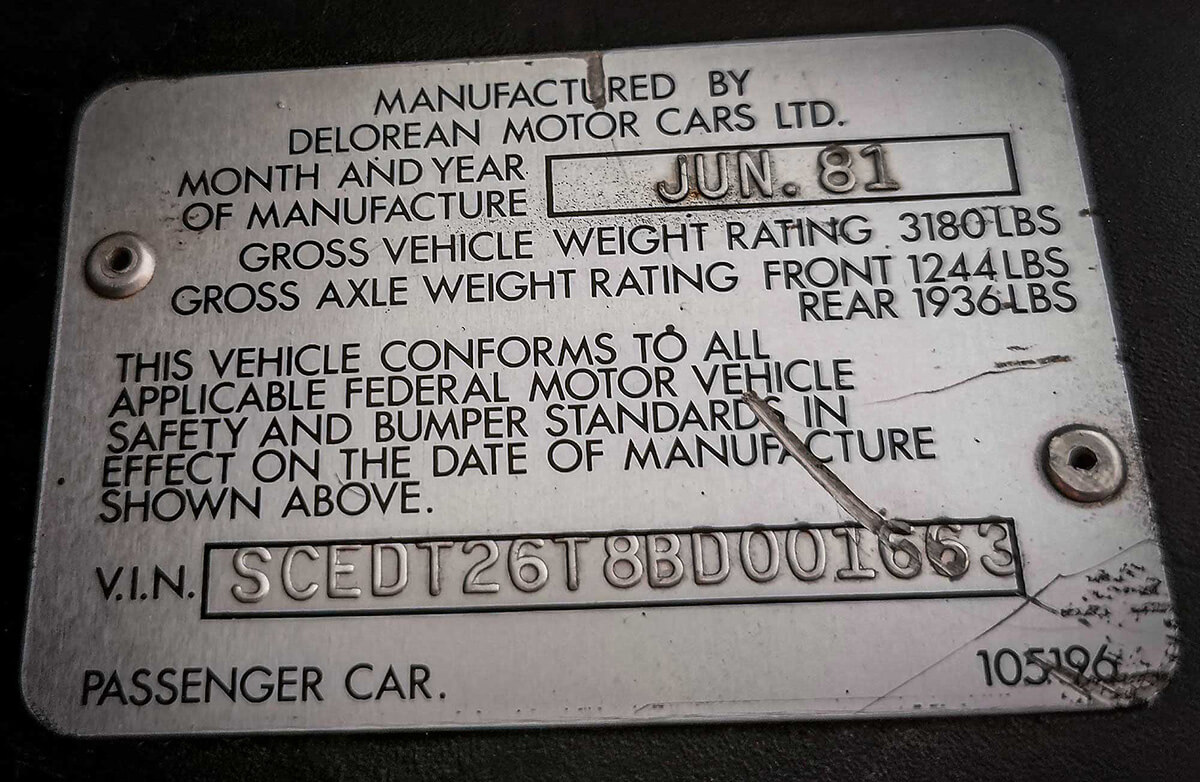 MANUFACTURED BY
DELOREAN MOTOR CARS LTD.
MONTH AND YEAR
OF MANUFACTURE
JUN. 81
GROSS VEHICLE WEIGHT RATING 3180 LBS
GROSS AXLE WEIGHT RATING FRONT 1244 LBS
REAR 1936 LBS
THIS VEHICLE CONFORMS TO ALL
APPLICABLE FEDERAL MOTOR VEHICLE
SAFETY AND BUMPER STANDARDS IN
EFFECT ON THE DATE OF MANUFACTURE
SHOWN ABOVE.
V.I.N. SCEDT26T8BD001663
PASSENGER CAR.
105196